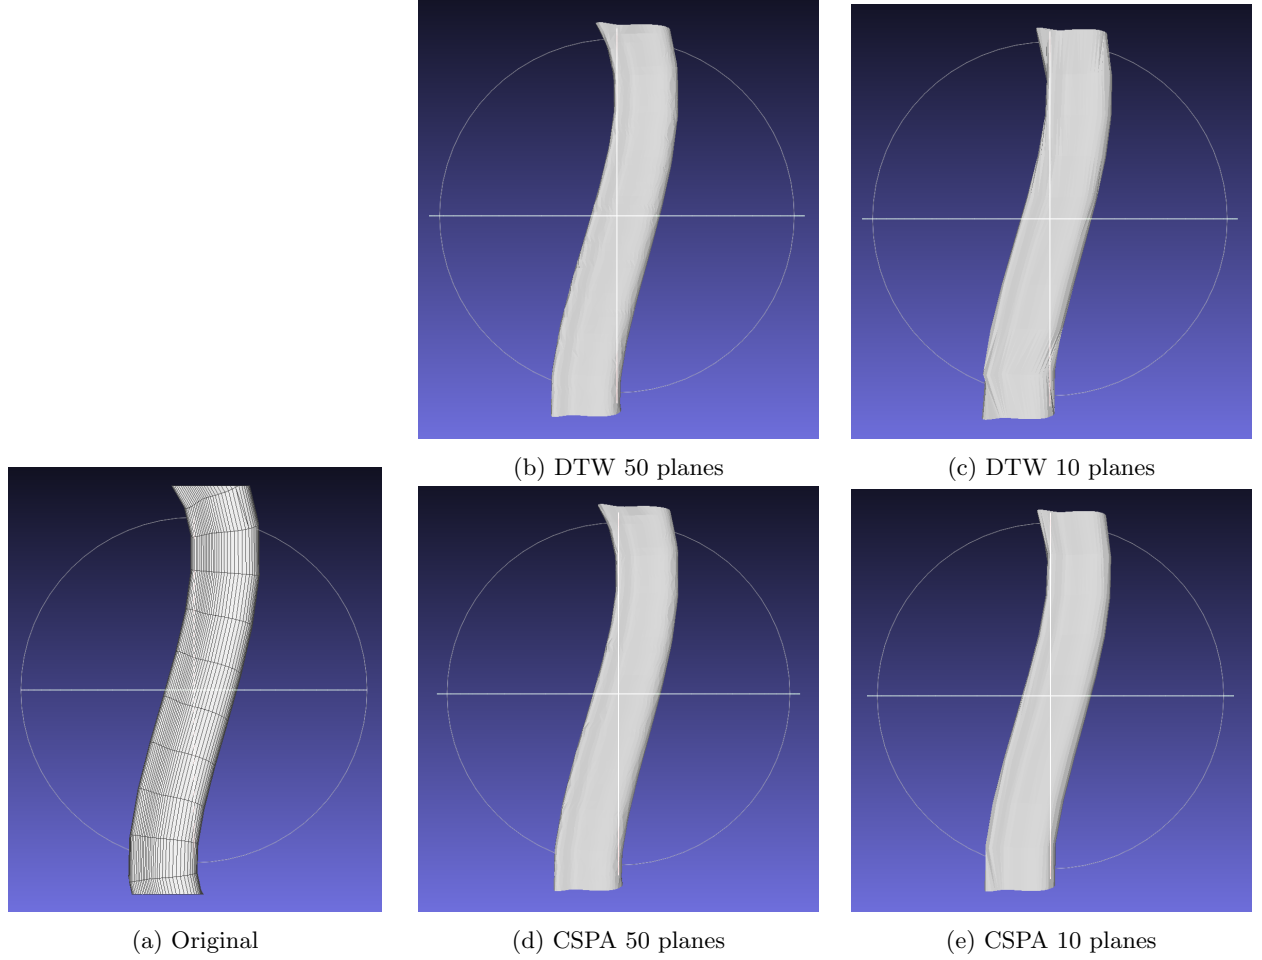 (b) DTW 50 planes
(c) DTW 10 planes
(a) Original
(d) CSPA 50 planes
(e) CSPA 10 planes